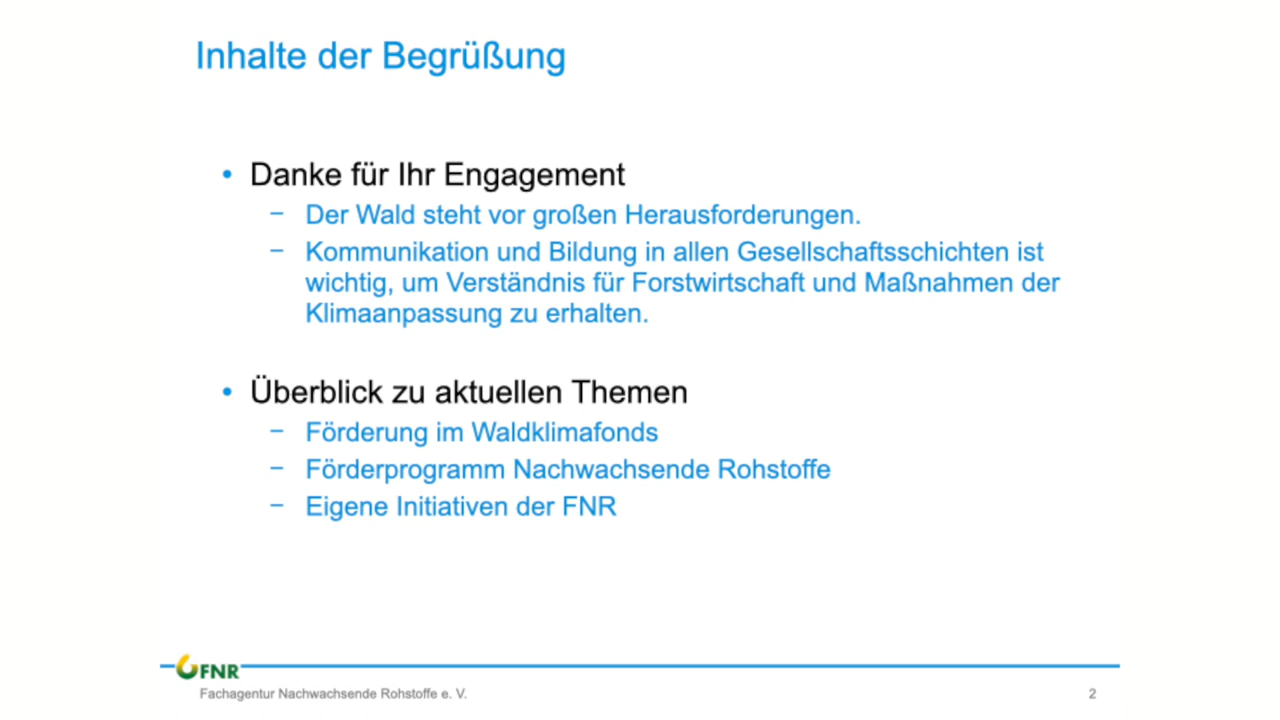 Inhalte der Begrüßung
• Danke für Ihr Engagement
− Der Wald steht vor großen Herausforderungen.
− Kommunikation und Bildung in allen Gesellschaftsschichten ist
wichtig, um Verständnis für Forstwirtschaft und Maßnahmen der
Klimaanpassung zu erhalten.
• Überblick zu aktuellen Themen
− Förderung im Waldklimafonds
− Förderprogramm Nachwachsende Rohstoffe
− Eigene Initiativen der FNR
FNR
Fachagentur Nachwachsende Rohstoffe e. V.
2